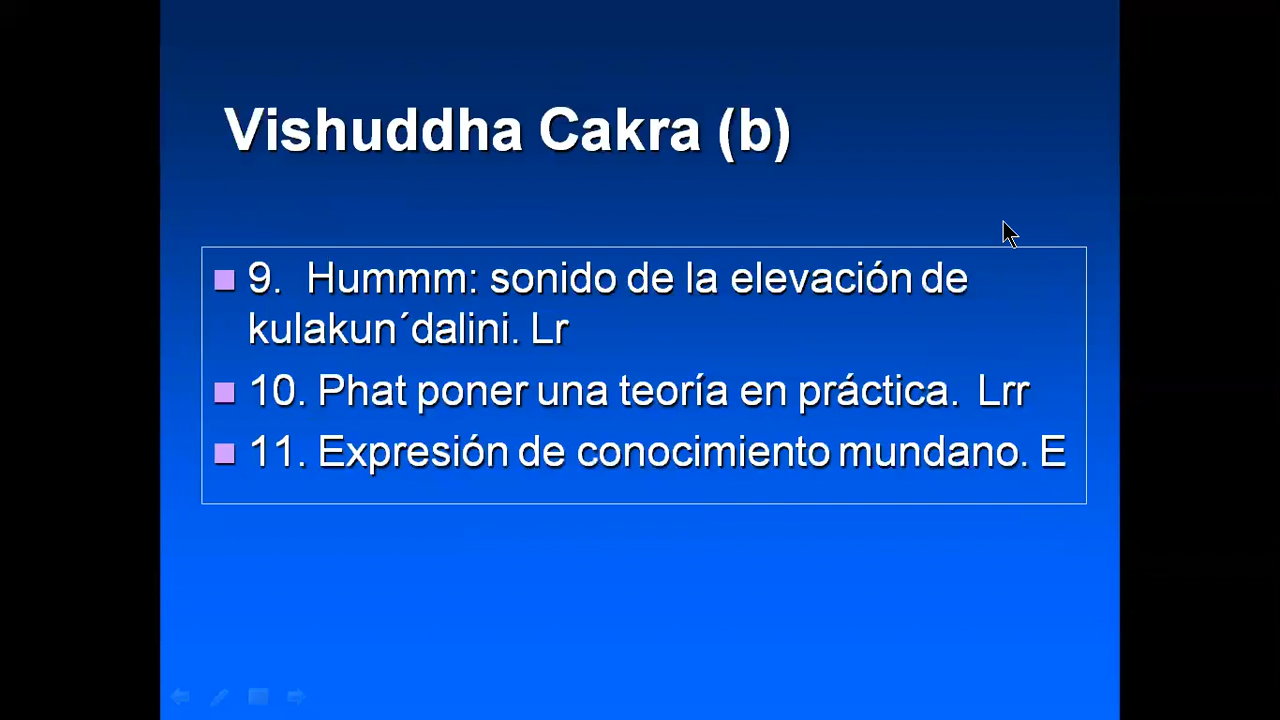 Vishuddha Cakra (b)
9. Hummm: sonido de la elevación de
kulakun´dalini. Lr
10. Phat poner una teoría en práctica. Lrr
11. Expresión de conocimiento mundano. E